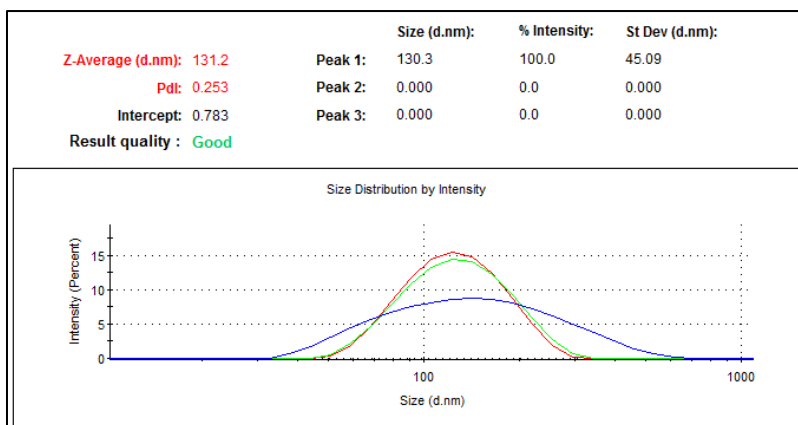 Size (d.nm): % Intensity: St Dev (d.nm):
Z-Average (d.nm): 131.2 Peak 1: 130.3 100.0 45.09
PdI: 0.253 Peak 2: 0.000 0.0 0.000
Intercept: 0.783 Peak 3: 0.000 0.0 0.000
Result quality : Good
Size Distribution by Intensity
Intensity (Percent)
15
10
5
0
100 1000
Size (d.nm)